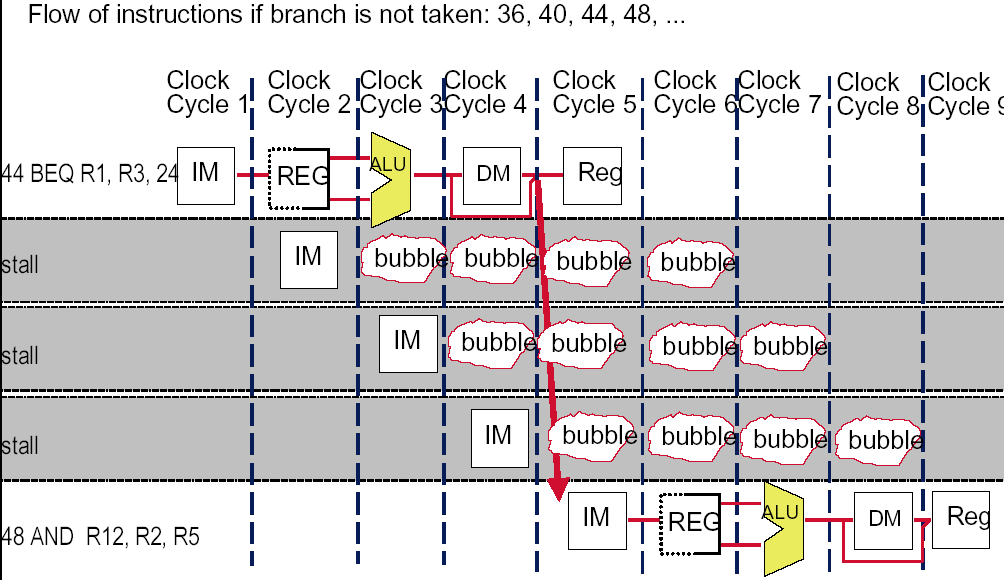 Flow of instructions if branch is not taken: 36, 40, 44, 48, ...
Clock Cycle 1
Clock Cycle 2
Clock Cycle 3
Clock Cycle 4
Clock Cycle 5
Clock Cycle 6
Clock Cycle 7
Clock Cycle 8
Clock Cycle 9
44 BEQ R1, R3, 24 IM REG ALU DM Reg
stall IM bubble bubble bubble bubble
stall IM bubble bubble bubble bubble
stall IM bubble bubble bubble bubble
48 AND R12, R2, R5 IM REG ALU DM Reg